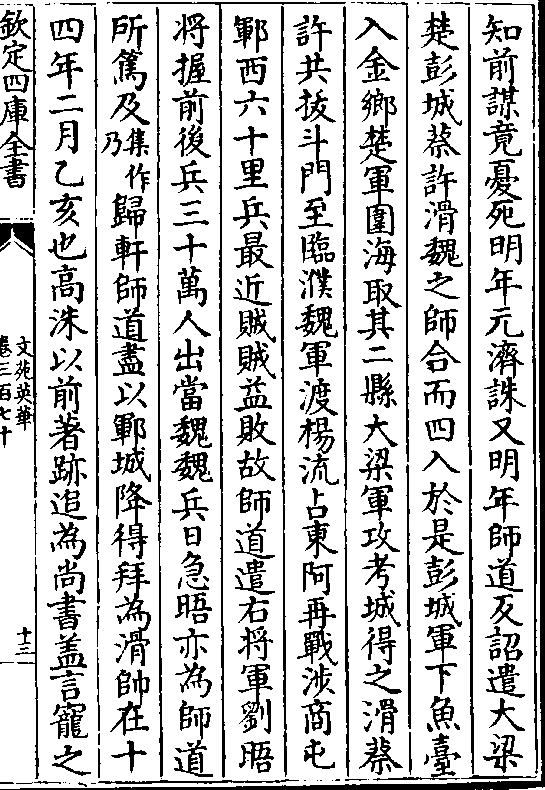 知前謀竟憂死明年元濟誅又明年師道反詔遣大梁
楚彭城蔡許滑魏之師合而四入於是彭城軍下魚臺
入金鄉楚軍圍海取其二縣大梁軍攻考城得之滑蔡
許共拔斗門至臨濮魏軍渡楊流占東阿再戰涉商屯
鄆西六十里兵最近賊賊益敗故師道遣右將軍劉晤
将握前後兵三十萬人出當魏魏兵日急晤亦為師道
所篤及集作乃歸軒師道盡以鄆城降得拜為滑帥在十
四年二月乙亥也高洙以前著跡追為尚書盖言寵之
欽定四庫全書
文苑英華
卷三百七十
十三